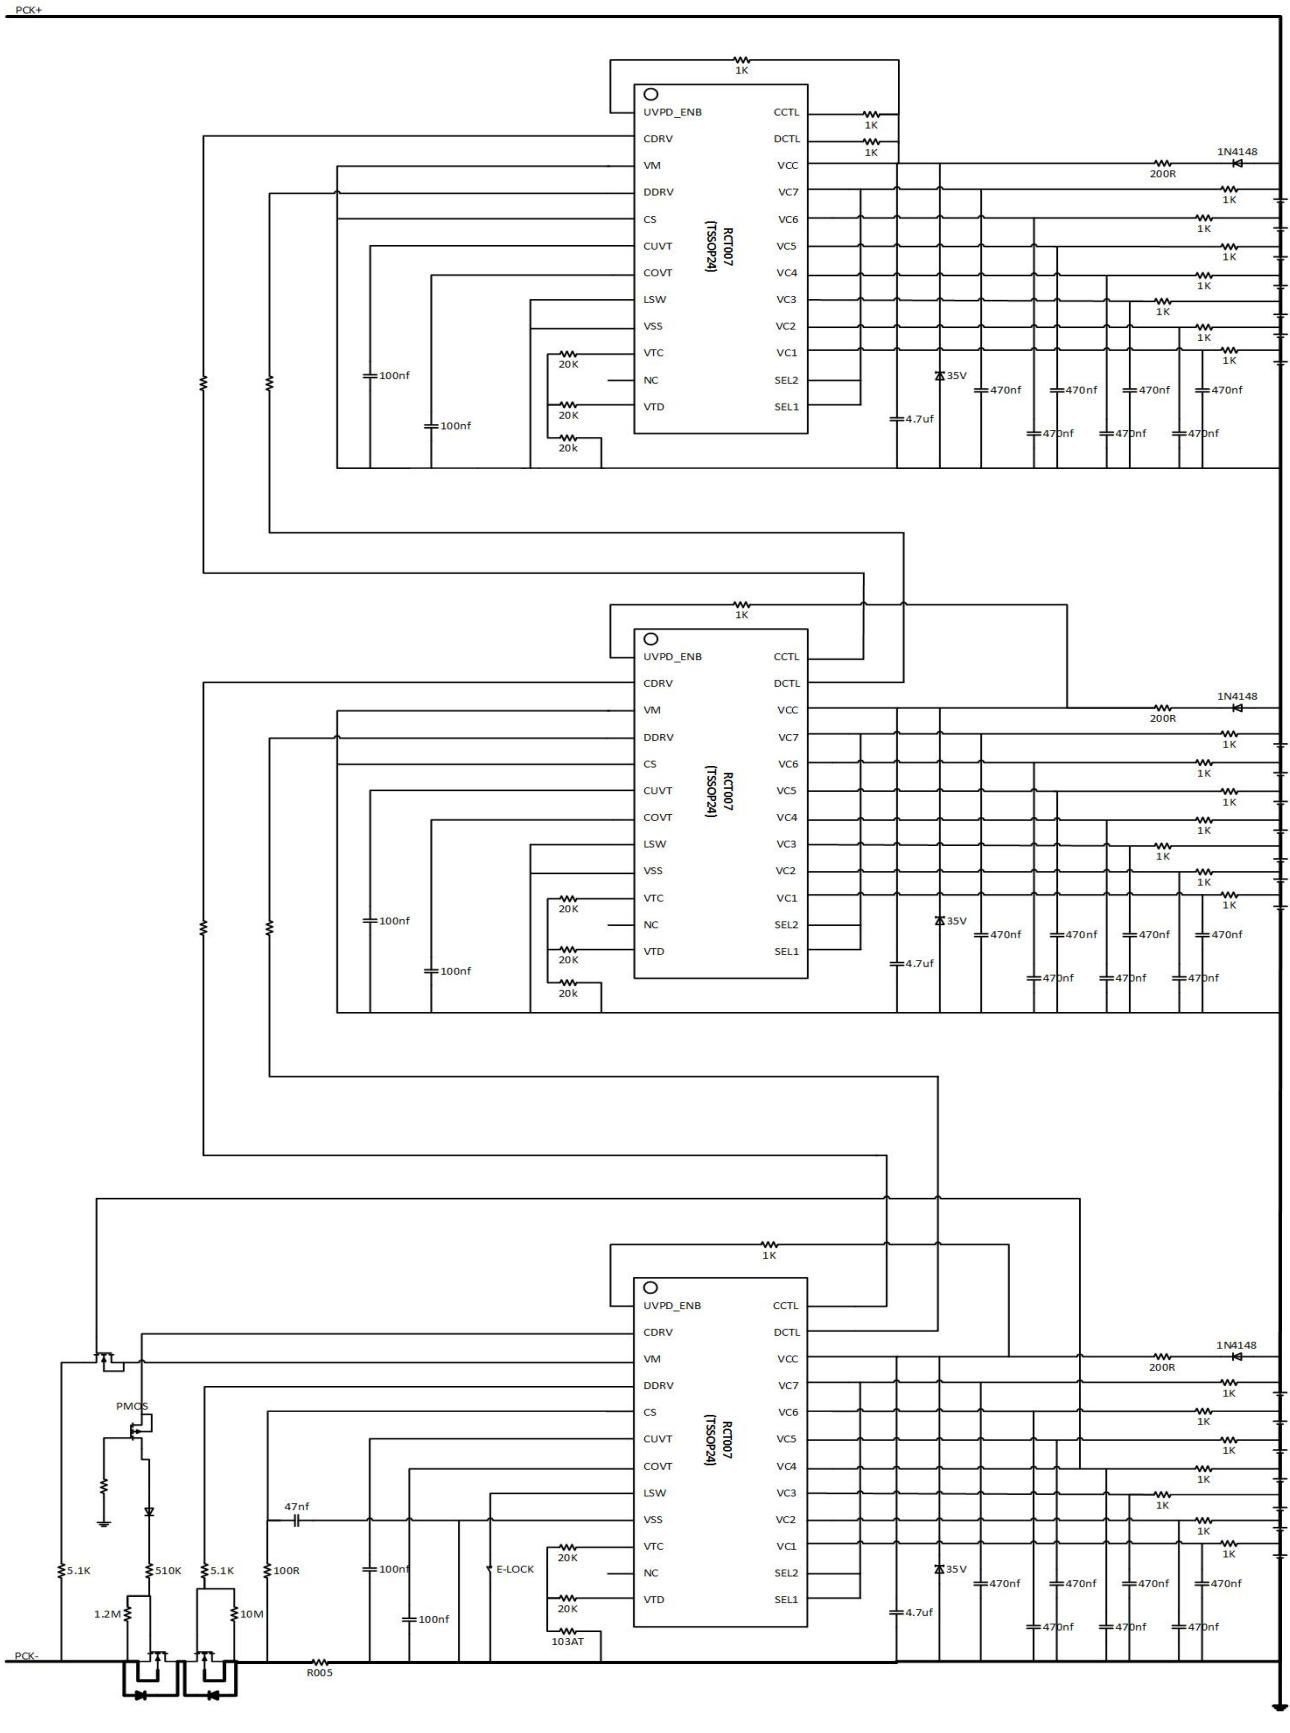 PCK+
1K
UVPD_ENB
CCTL
1K
CDRV
DCTL
1K
1N4148
VM
VCC
200R
DDRV
VC7
1K
CS
VC6
1K
RCT007
(TSSOP24)
CUVT
VC5
1K
COVT
VC4
1K
LSW
VC3
1K
VSS
VC2
1K
VTC
VC1
1K
20K
100nf
NC
SEL2
35V
470nf
470nf
470nf
470nf
VTD
SEL1
20K
4.7uf
100nf
470nf
470nf
470nf
20k
1K
UVPD_ENB
CCTL
CDRV
DCTL
1N4148
VM
VCC
200R
DDRV
VC7
1K
CS
VC6
1K
RCT007
(TSSOP24)
CUVT
VC5
1K
COVT
VC4
1K
LSW
VC3
1K
VSS
VC2
1K
VTC
VC1
1K
20K
100nf
NC
SEL2
35V
470nf
470nf
470nf
470nf
VTD
SEL1
20K
4.7uf
100nf
470nf
470nf
470nf
20k
1K
UVPD_ENB
CCTL
CDRV
DCTL
1N4148
VM
VCC
200R
DDRV
VC7
1K
PMOS
CS
VC6
1K
RCT007
(TSSOP24)
CUVT
VC5
1K
COVT
VC4
1K
LSW
VC3
1K
47nf
VSS
VC2
1K
VTC
VC1
1K
20K
5.1K
510K
5.1K
100R
100nf
E-LOCK
NC
SEL2
35V
470nf
470nf
470nf
470nf
VTD
SEL1
20K
1.2M
10M
100nf
4.7uf
470nf
470nf
470nf
103AT
PCK-
R005